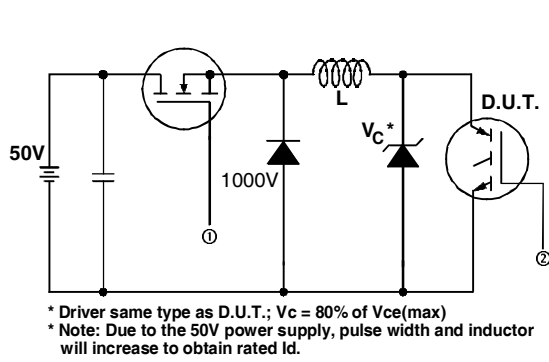 L
D.U.T.
V
C *
50V
1000V
①
②
* Driver same type as D.U.T.; Vc = 80% of Vce(max)
* Note: Due to the 50V power supply, pulse width and inductor
will increase to obtain rated Id.